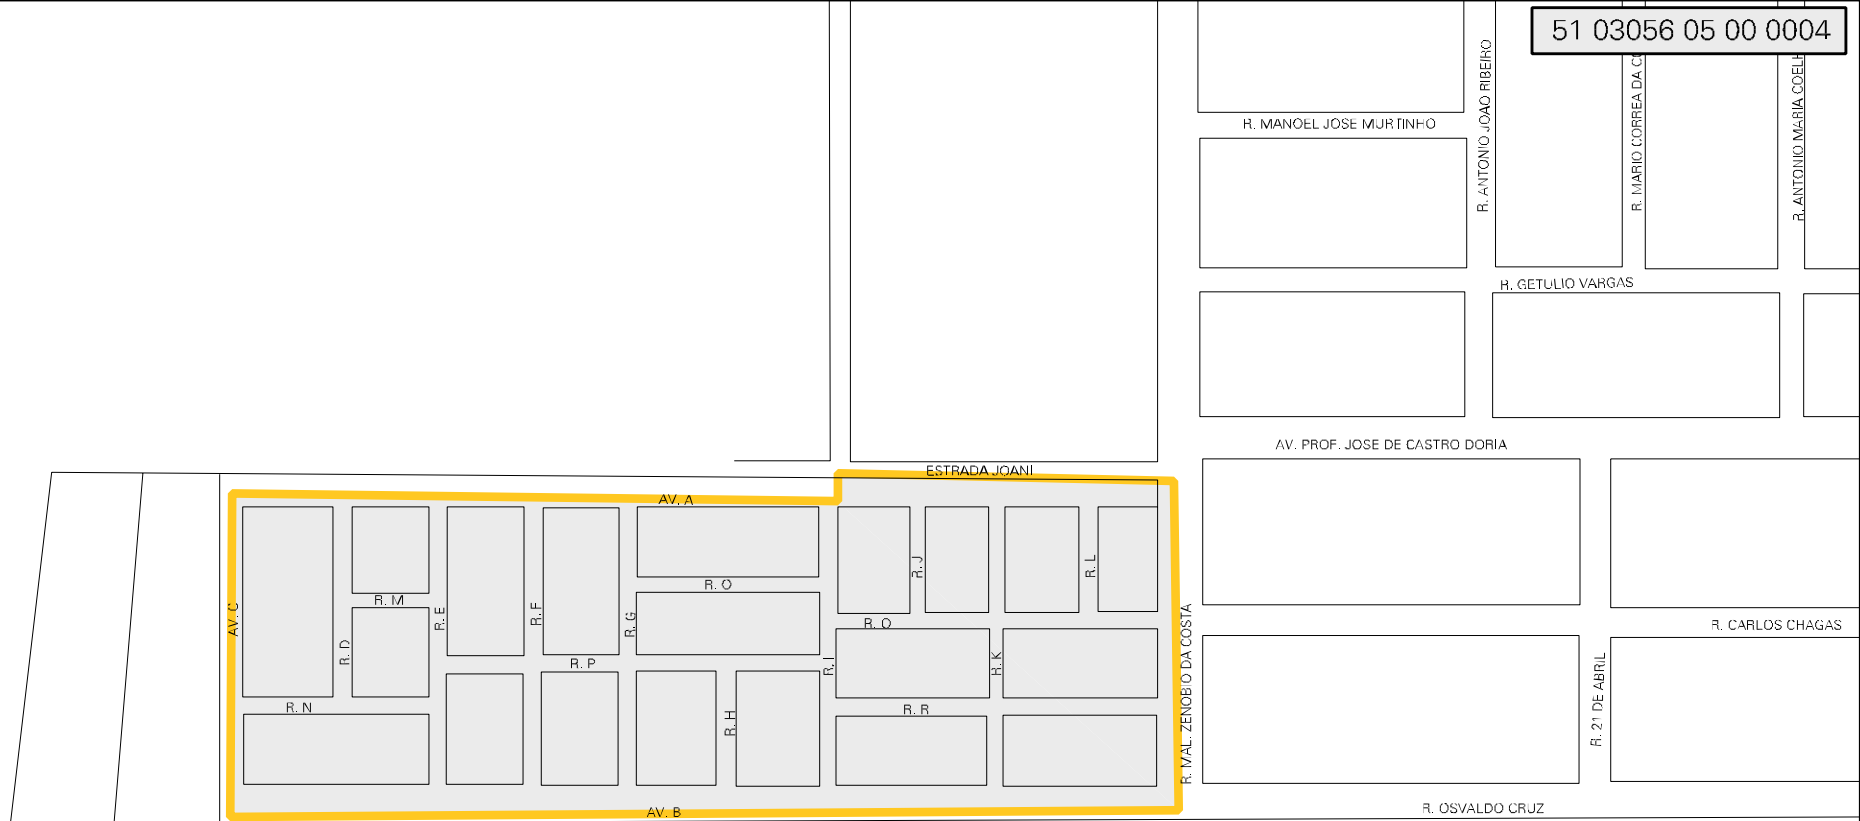 51 03056 05 00 0004
R. MANOEL JOSE MURTINHO
R. ANTONIO JOAO RIBEIRO
R. MARIO CORREA DA
R. ANTONIO MARIA
R. GETULIO VARGAS
AV. PROF. JOSE DE CASTRO DORIA
ESTRADA JOANI
AV. A
R. J
R. L
R. O
R. M
AV. C
R. E
R. F
R. G
R. O
R. CARLOS CHAGAS
R. D
R. P
R. I
R. K
R. MAL. ZENOBIO DA COSTA
R. 21 DE ABRIL
R. N
R. H
R. R
AV. B
R. OSVALDO CRUZ